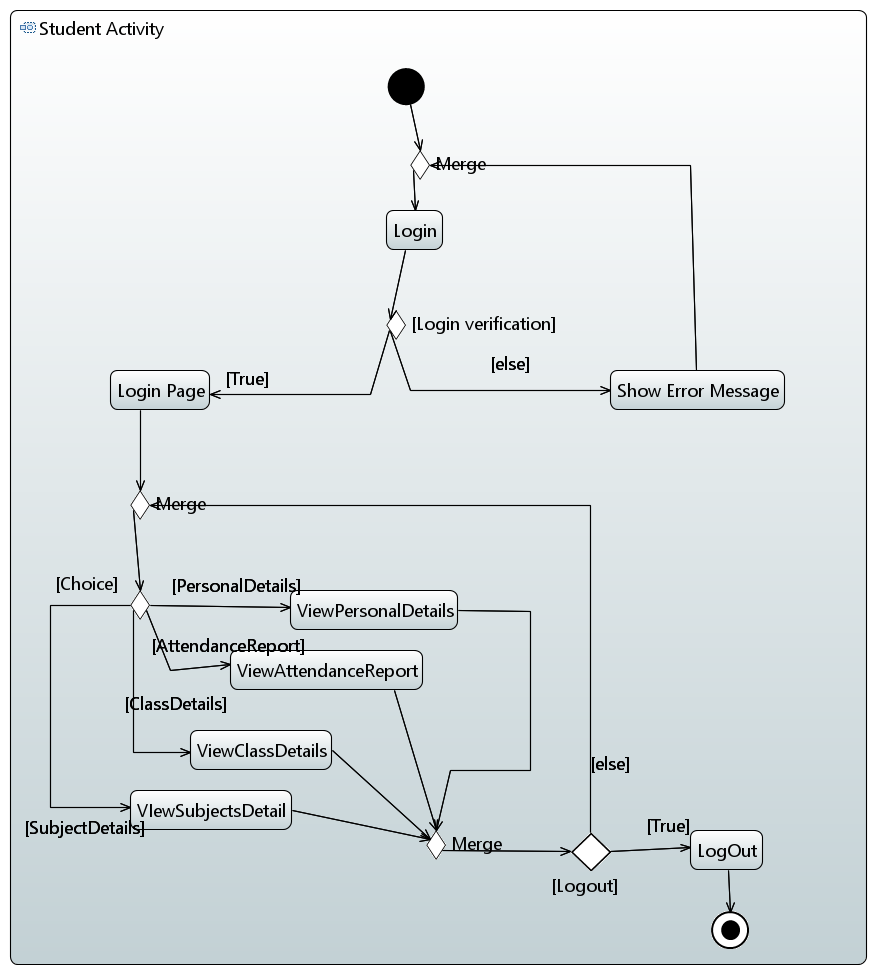 Student Activity
Merge
Login
[Login verification]
[else]
[True]
Login Page
Show Error Message
Merge
[Choice]
[PersonalDetails]
ViewPersonalDetails
[AttendanceReport]
ViewAttendanceReport
[ClassDetails]
ViewClassDetails
[else]
VIewSubjectsDetail
[SubjectDetails]
[True]
Merge
LogOut
[Logout]